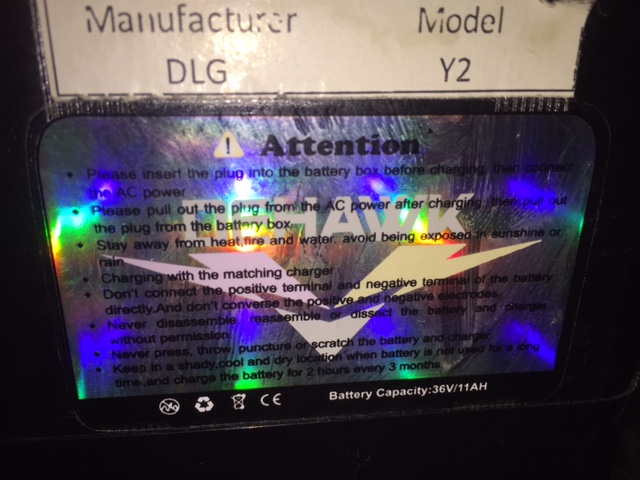 Manufacturer Model
DLG Y2
Attention
• Please insert the plug into the battery box before charging, then connect
the AC power
• Please pull out the plug from the AC power after charging, then pull out
the plug from the battery box
• Stay away from heat,fire and water. avoid being exposed in sunshine or
rain
• Charging with the matching charger
• Don't connect the positive terminal and negative terminal of the battery
directly.And don't converse the positive and negative electrodes.
• Never disassemble, reassemble or dissect the battery and charger
without permission
• Never press, throw, puncture or scratch the battery and charger
• Keep in a shady,cool and dry location when battery is not used for a long
time,and charge the battery for 2 hours every 3 months
CE Battery Capacity:36V/11AH